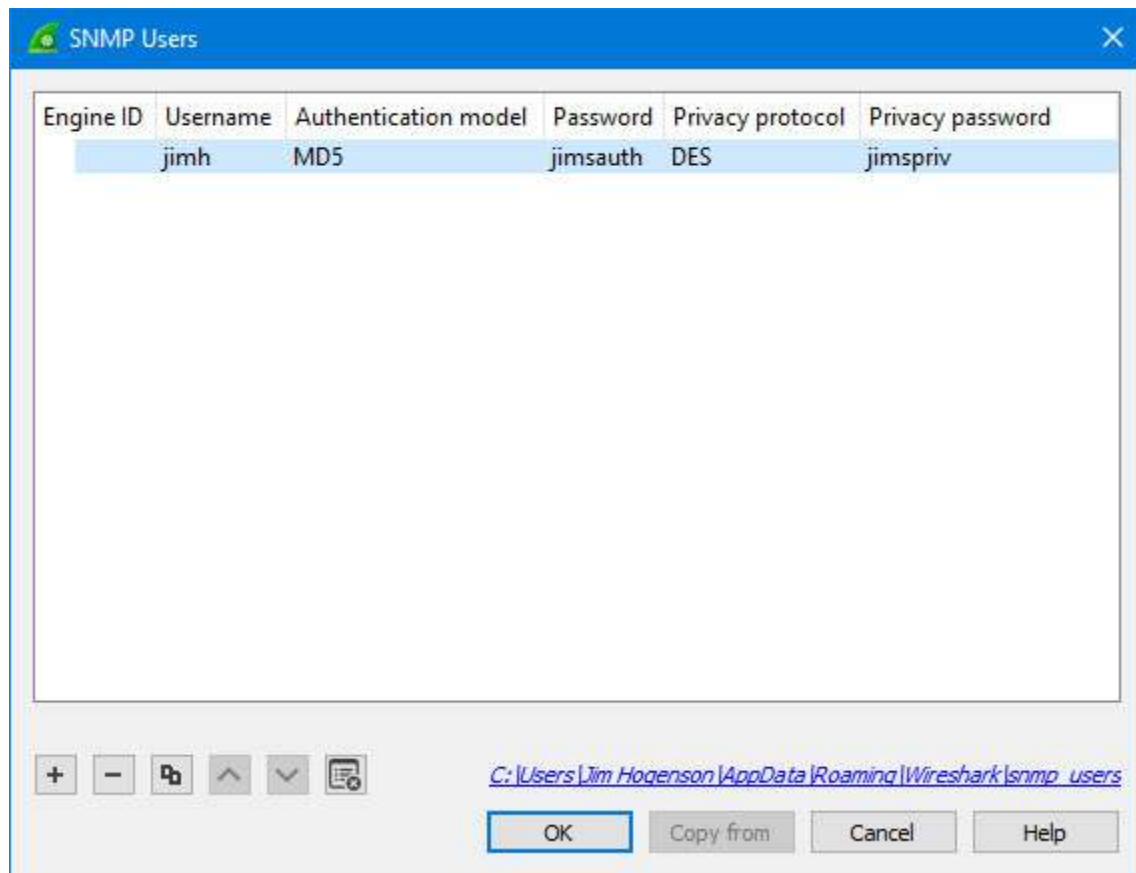 SNMP Users
Engine ID Username Authentication model Password Privacy protocol Privacy password
jimh MD5 jimsauth DES jimspriv
C:\Users\Jim Hogenson\AppData\Roaming\Wireshark\snmp_users
OK Copy from Cancel Help